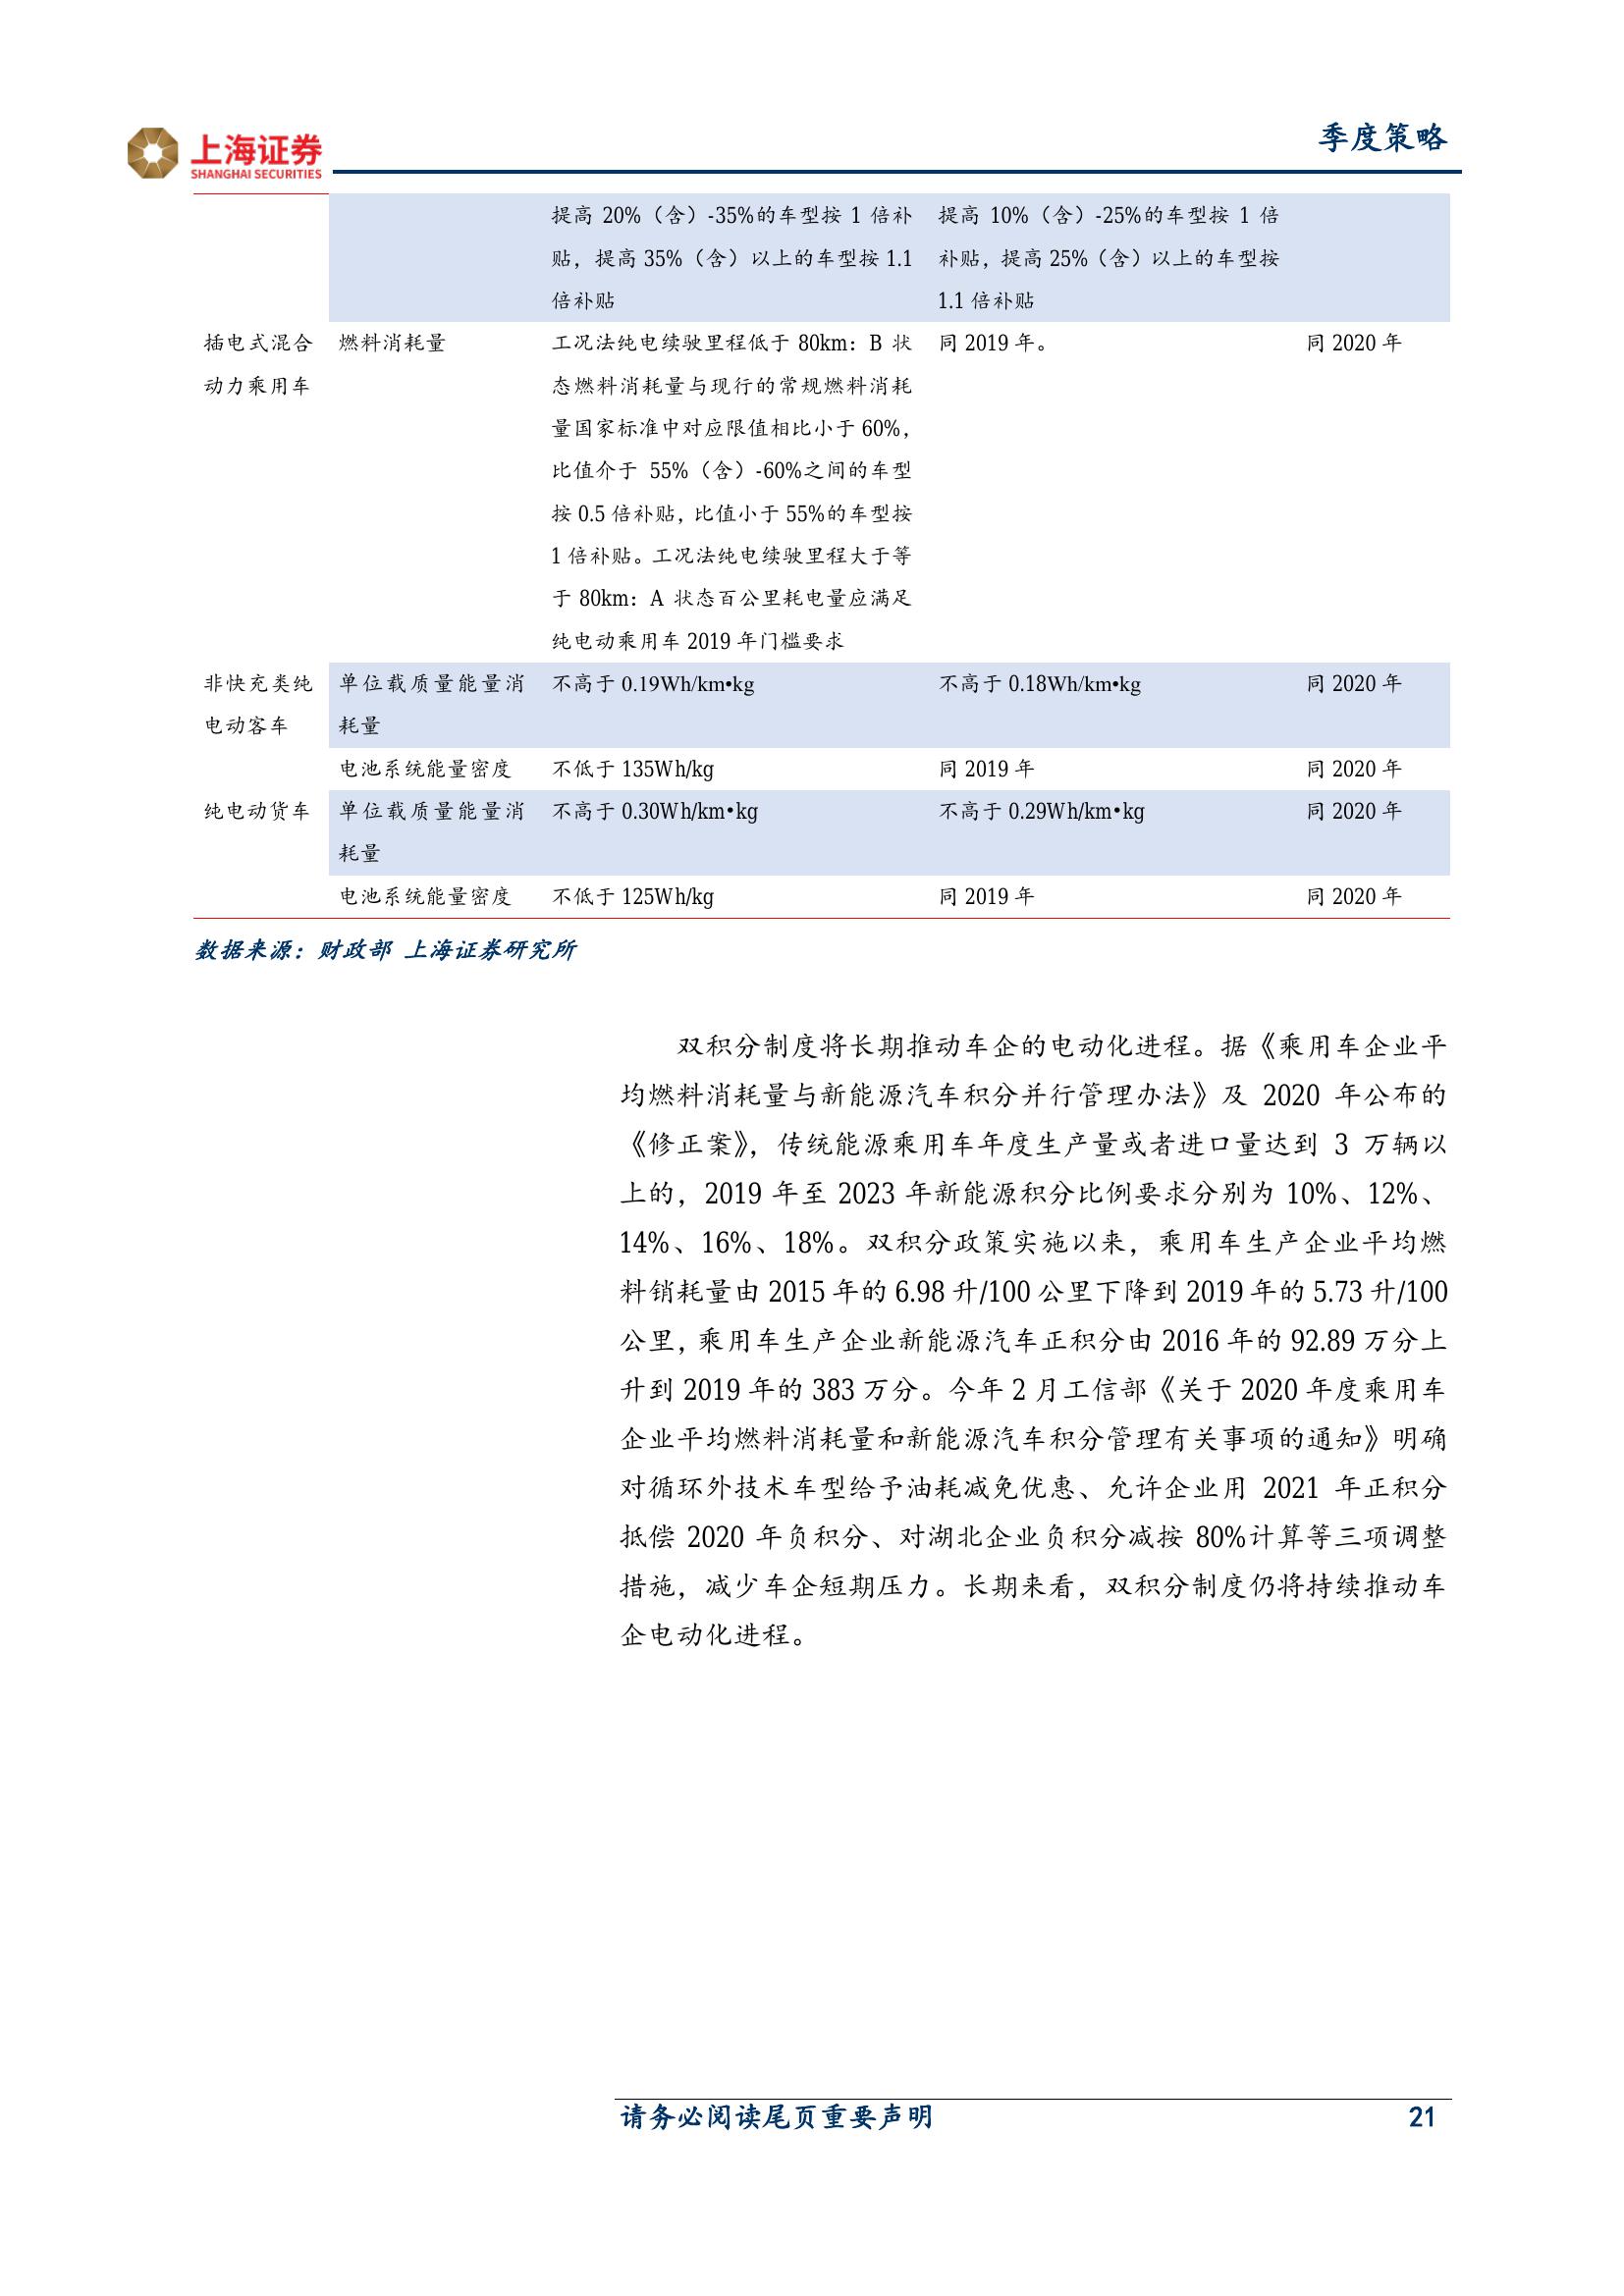 上海证券
SHANGHAI SECURITIES
季度策略
提高 20%（含）-35%的车型按 1 倍补
贴，提高 35%（含）以上的车型按 1.1
倍补贴
提高 10%（含）-25%的车型按 1 倍
补贴，提高 25%（含）以上的车型按
1.1 倍补贴
插电式混合
动力乘用车
燃料消耗量
工况法纯电续驶里程低于 80km：B 状
态燃料消耗量与现行的常规燃料消耗
量国家标准中对应限值相比小于 60%，
比值介于 55%（含）-60%之间的车型
按 0.5 倍补贴，比值小于 55%的车型按
1 倍补贴。工况法纯电续驶里程大于等
于 80km：A 状态百公里耗电量应满足
纯电动乘用车 2019 年门槛要求
同 2019 年。
同 2020 年
非快充类纯
电动客车
单位载质量能量消
耗量
不高于 0.19Wh/km•kg
不高于 0.18Wh/km•kg
同 2020 年
电池系统能量密度
不低于 135Wh/kg
同 2019 年
同 2020 年
纯电动货车
单位载质量能量消
耗量
不高于 0.30Wh/km•kg
不高于 0.29Wh/km•kg
同 2020 年
电池系统能量密度
不低于 125Wh/kg
同 2019 年
同 2020 年
数据来源：财政部 上海证券研究所
双积分制度将长期推动车企的电动化进程。据《乘用车企业平
均燃料消耗量与新能源汽车积分并行管理办法》及 2020 年公布的
《修正案》，传统能源乘用车年度生产量或者进口量达到 3 万辆以
上的，2019 年至 2023 年新能源积分比例要求分别为 10%、12%、
14%、16%、18%。双积分政策实施以来，乘用车生产企业平均燃
料销耗量由 2015 年的 6.98 升/100 公里下降到 2019 年的 5.73 升/100
公里，乘用车生产企业新能源汽车正积分由 2016 年的 92.89 万分上
升到 2019 年的 383 万分。今年 2 月工信部《关于 2020 年度乘用车
企业平均燃料消耗量和新能源汽车积分管理有关事项的通知》明确
对循环外技术车型给予油耗减免优惠、允许企业用 2021 年正积分
抵偿 2020 年负积分、对湖北企业负积分减按 80%计算等三项调整
措施，减少车企短期压力。长期来看，双积分制度仍将持续推动车
企电动化进程。
请务必阅读尾页重要声明
21